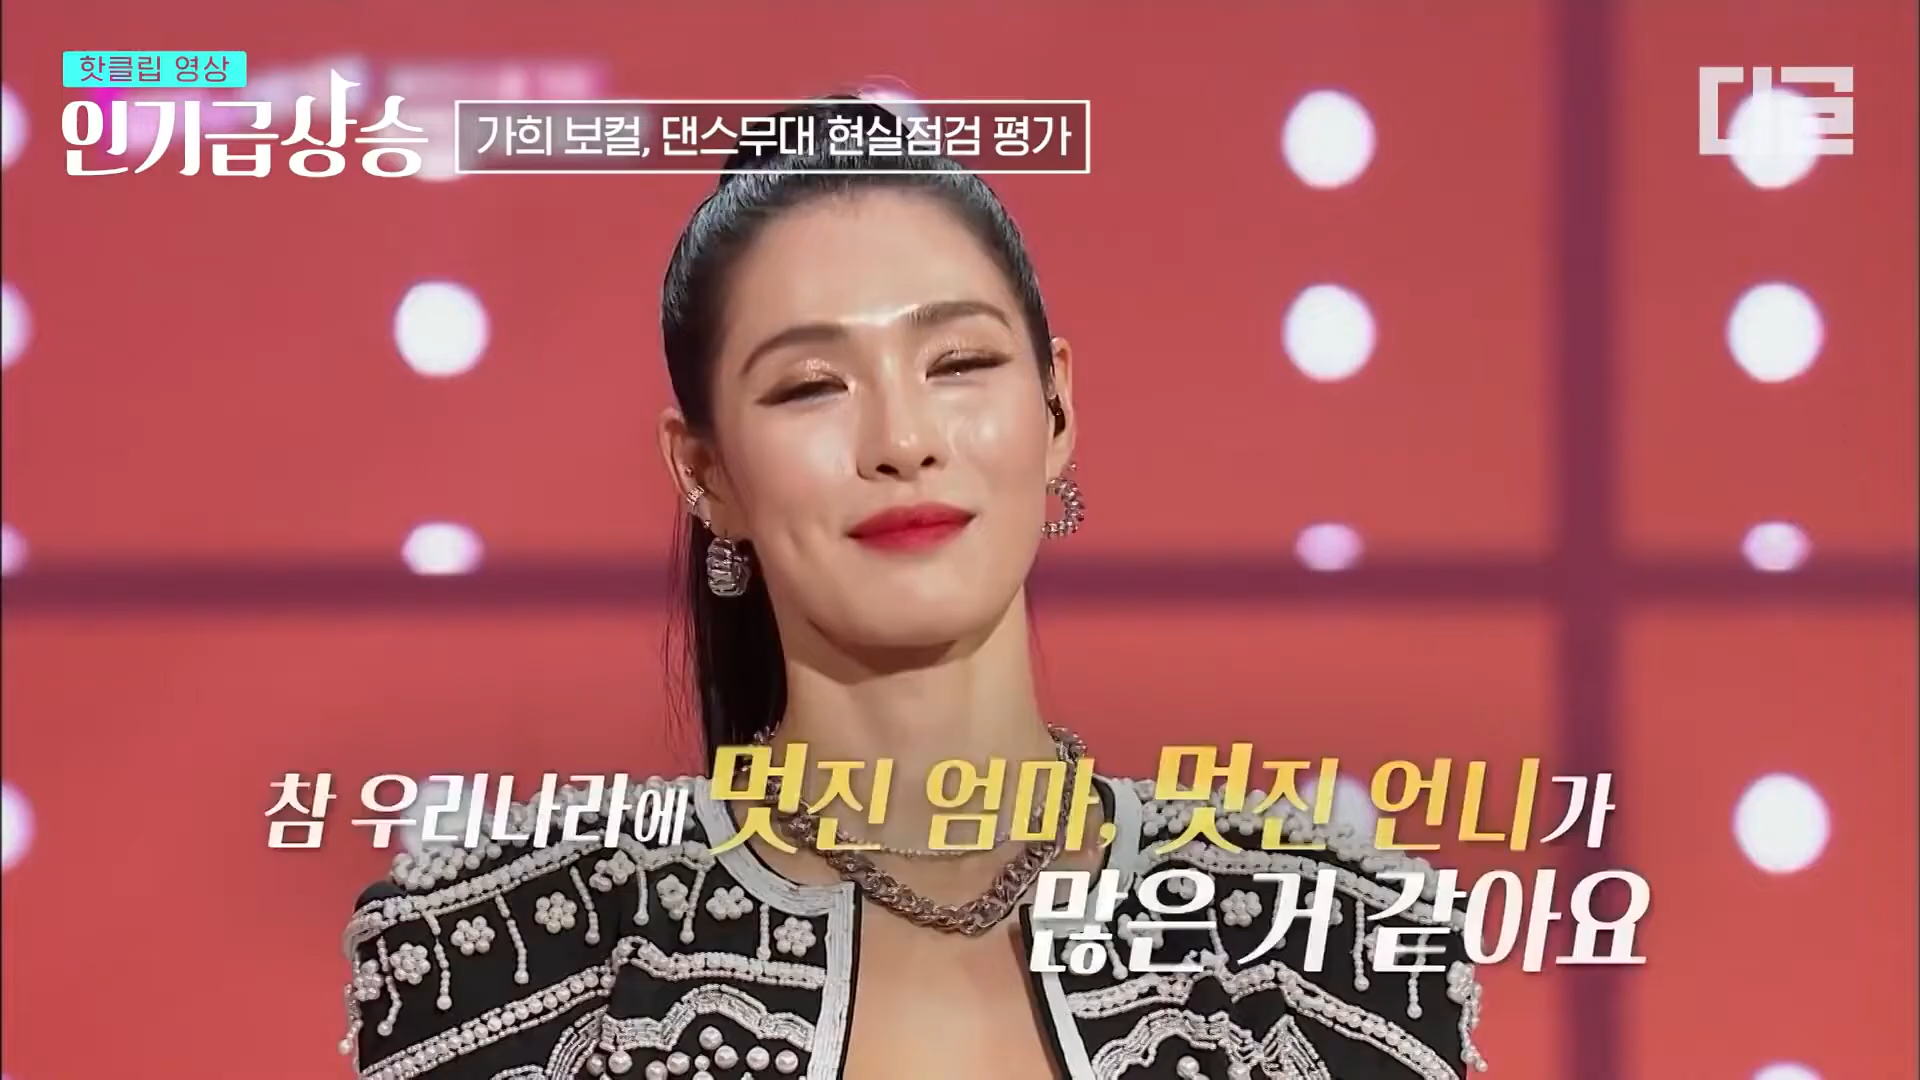 핫클립 영상
인기급상승
가희 보컬, 댄스무대 현실점검 평가
디글
참 우리나라에 멋진 엄마, 멋진 언니가
많은 거 같아요